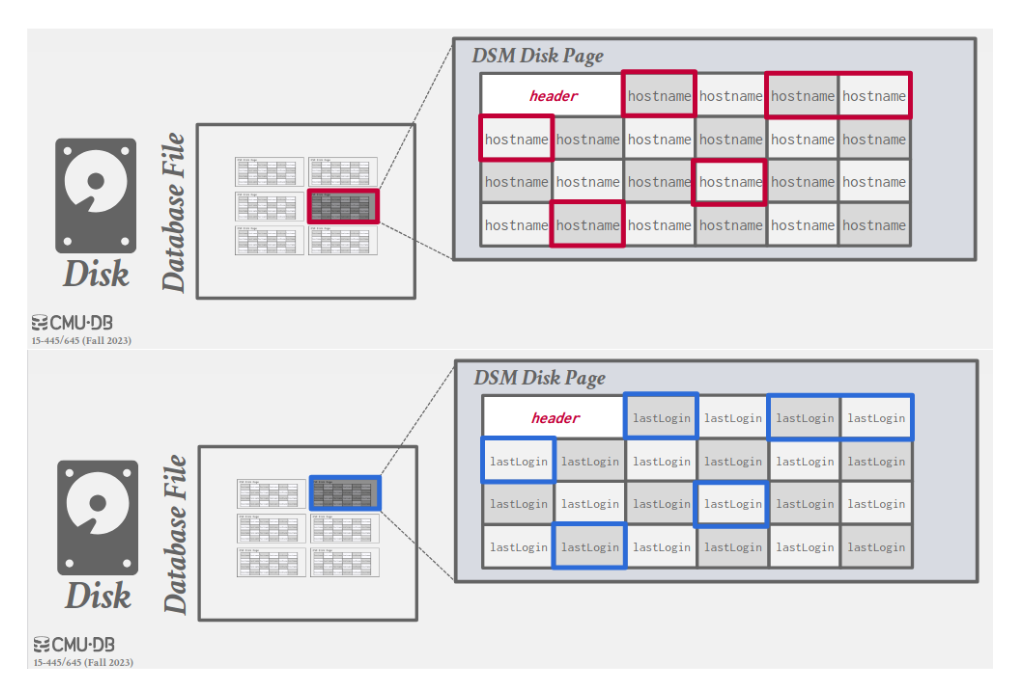 DSM Disk Page
header hostname hostname hostname hostname
hostname hostname hostname hostname hostname hostname
hostname hostname hostname hostname hostname hostname
hostname hostname hostname hostname hostname hostname
Database File
Disk
CMU·DB
15-445/645 (Fall 2023)
DSM Disk Page
header lastLogin lastLogin lastLogin lastLogin
lastLogin lastLogin lastLogin lastLogin lastLogin lastLogin
lastLogin lastLogin lastLogin lastLogin lastLogin lastLogin
lastLogin lastLogin lastLogin lastLogin lastLogin lastLogin
Database File
Disk
CMU·DB
15-445/645 (Fall 2023)